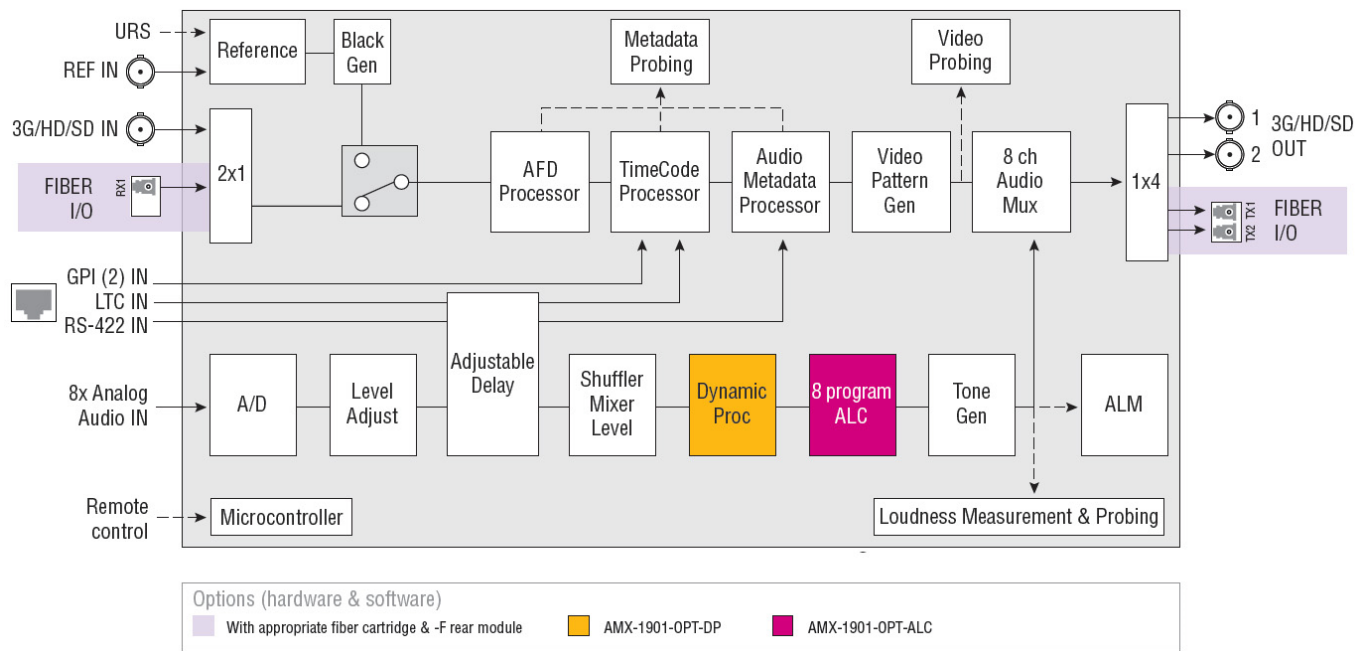 URS
REF IN
3G/HD/SD IN
FIBER
I/O
RX1
Reference
Black
Gen
2x1
Metadata
Probing
Video
Probing
AFD
Processor
TimeCode
Processor
Audio
Metadata
Processor
Video
Pattern
Gen
8 ch
Audio
Mux
1x4
1
2
3G/HD/SD
OUT
TX1
TX2
FIBER
I/O
GPI (2) IN
LTC IN
RS-422 IN
8x Analog
Audio IN
A/D
Level
Adjust
Adjustable
Delay
Shuffler
Mixer
Level
Dynamic
Proc
8 program
ALC
Tone
Gen
ALM
Remote
control
Microcontroller
Loudness Measurement & Probing
Options (hardware & software)
With appropriate fiber cartridge & -F rear module
AMX-1901-OPT-DP
AMX-1901-OPT-ALC